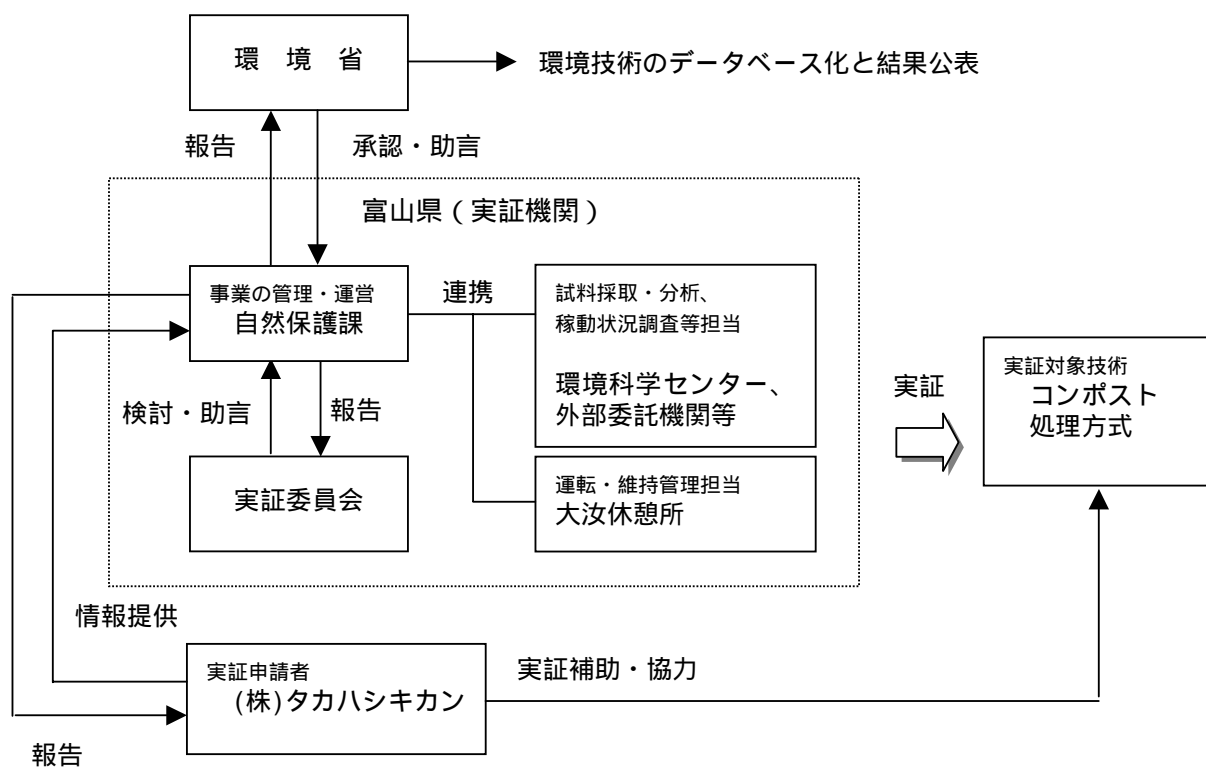 環 境 省
環境技術のデータベース化と結果公表
報告
承認・助言
富山県（実証機関）
事業の管理・運営
自然保護課
連携
試料採取・分析、
稼動状況調査等担当
環境科学センター、
外部委託機関等
実証
実証対象技術
コンポスト
処理方式
検討・助言
報告
実証委員会
運転・維持管理担当
大汝休憩所
情報提供
実証申請者
(株)タカハシキカン
実証補助・協力
報告